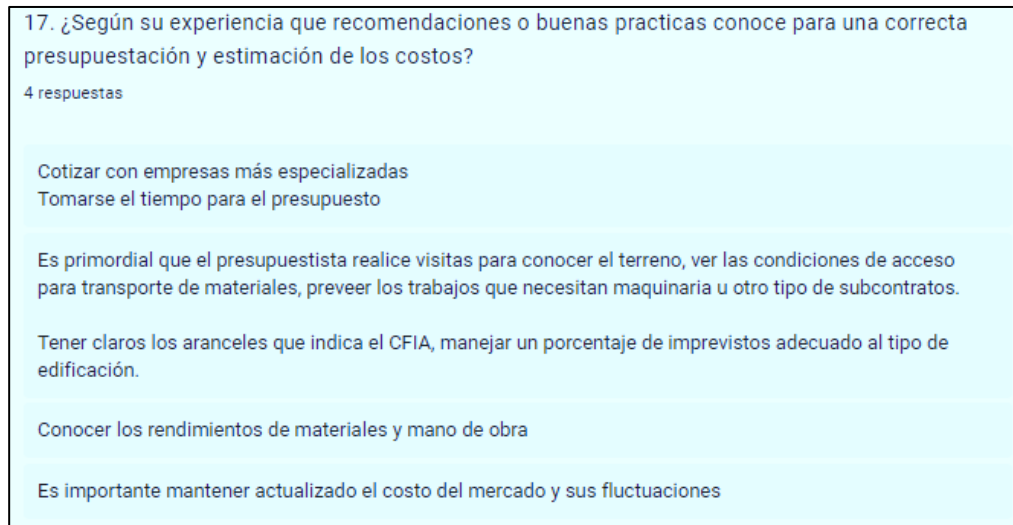 17. ¿Según su experiencia que recomendaciones o buenas practicas conoce para una correcta
presupuestación y estimación de los costos?
4 respuestas
Cotizar con empresas más especializadas
Tomarse el tiempo para el presupuesto
Es primordial que el presupuestista realice visitas para conocer el terreno, ver las condiciones de acceso
para transporte de materiales, preveer los trabajos que necesitan maquinaria u otro tipo de subcontratos.
Tener claros los aranceles que indica el CFIA, manejar un porcentaje de imprevistos adecuado al tipo de
edificación.
Conocer los rendimientos de materiales y mano de obra
Es importante mantener actualizado el costo del mercado y sus fluctuaciones